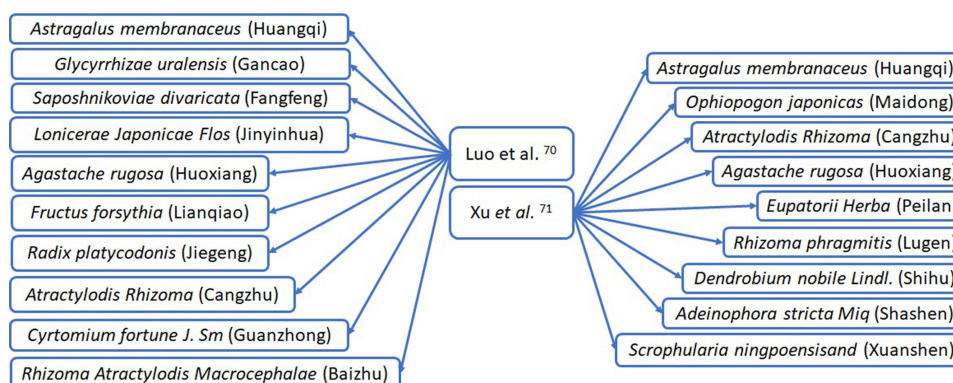 Astragalus membranaceus (Huangqi)
Glycyrrhizae uralensis (Gancao)
Saposhnikoviae divaricata (Fangfeng)
Lonicerae Japonicae Flos (Jinyinhua)
Agastache rugosa (Huoxiang)
Fructus forsythia (Lianqiao)
Radix platycodonis (Jiegeng)
Atractylodis Rhizoma (Cangzhu)
Cyrtomium fortune J. Sm (Guanzhong)
Rhizoma Atractylodis Macrocephalae (Baizhu)
Luo et al. 70
Xu et al. 71
Astragalus membranaceus (Huangqi)
Ophiopogon japonicas (Maidong)
Atractylodis Rhizoma (Cangzhu)
Agastache rugosa (Huoxiang
Eupatorii Herba (Peilan
Rhizoma phragmitis (Lugen)
Dendrobium nobile Lindl. (Shihu)
Adeinophora stricta Miq (Shashen)
Scrophularia ningpoensisand (Xuanshen)